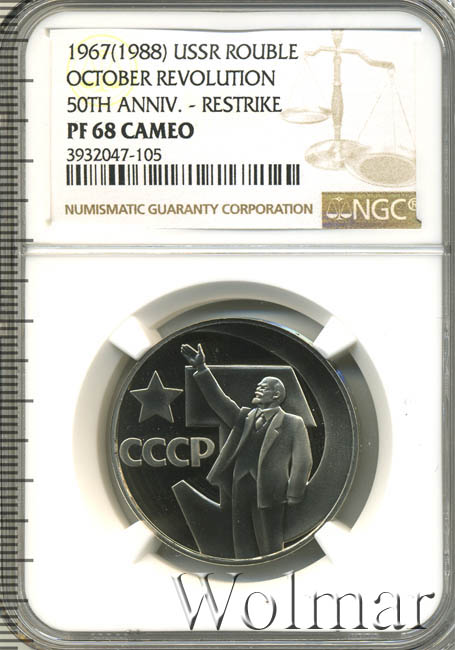 1967(1988) USSR ROUBLE
OCTOBER REVOLUTION
50TH ANNIV. - RESTRIKE
PF 68 CAMEO
3932047-105
NUMISMATIC GUARANTY CORPORATION NGC®
СССР
Wolmar